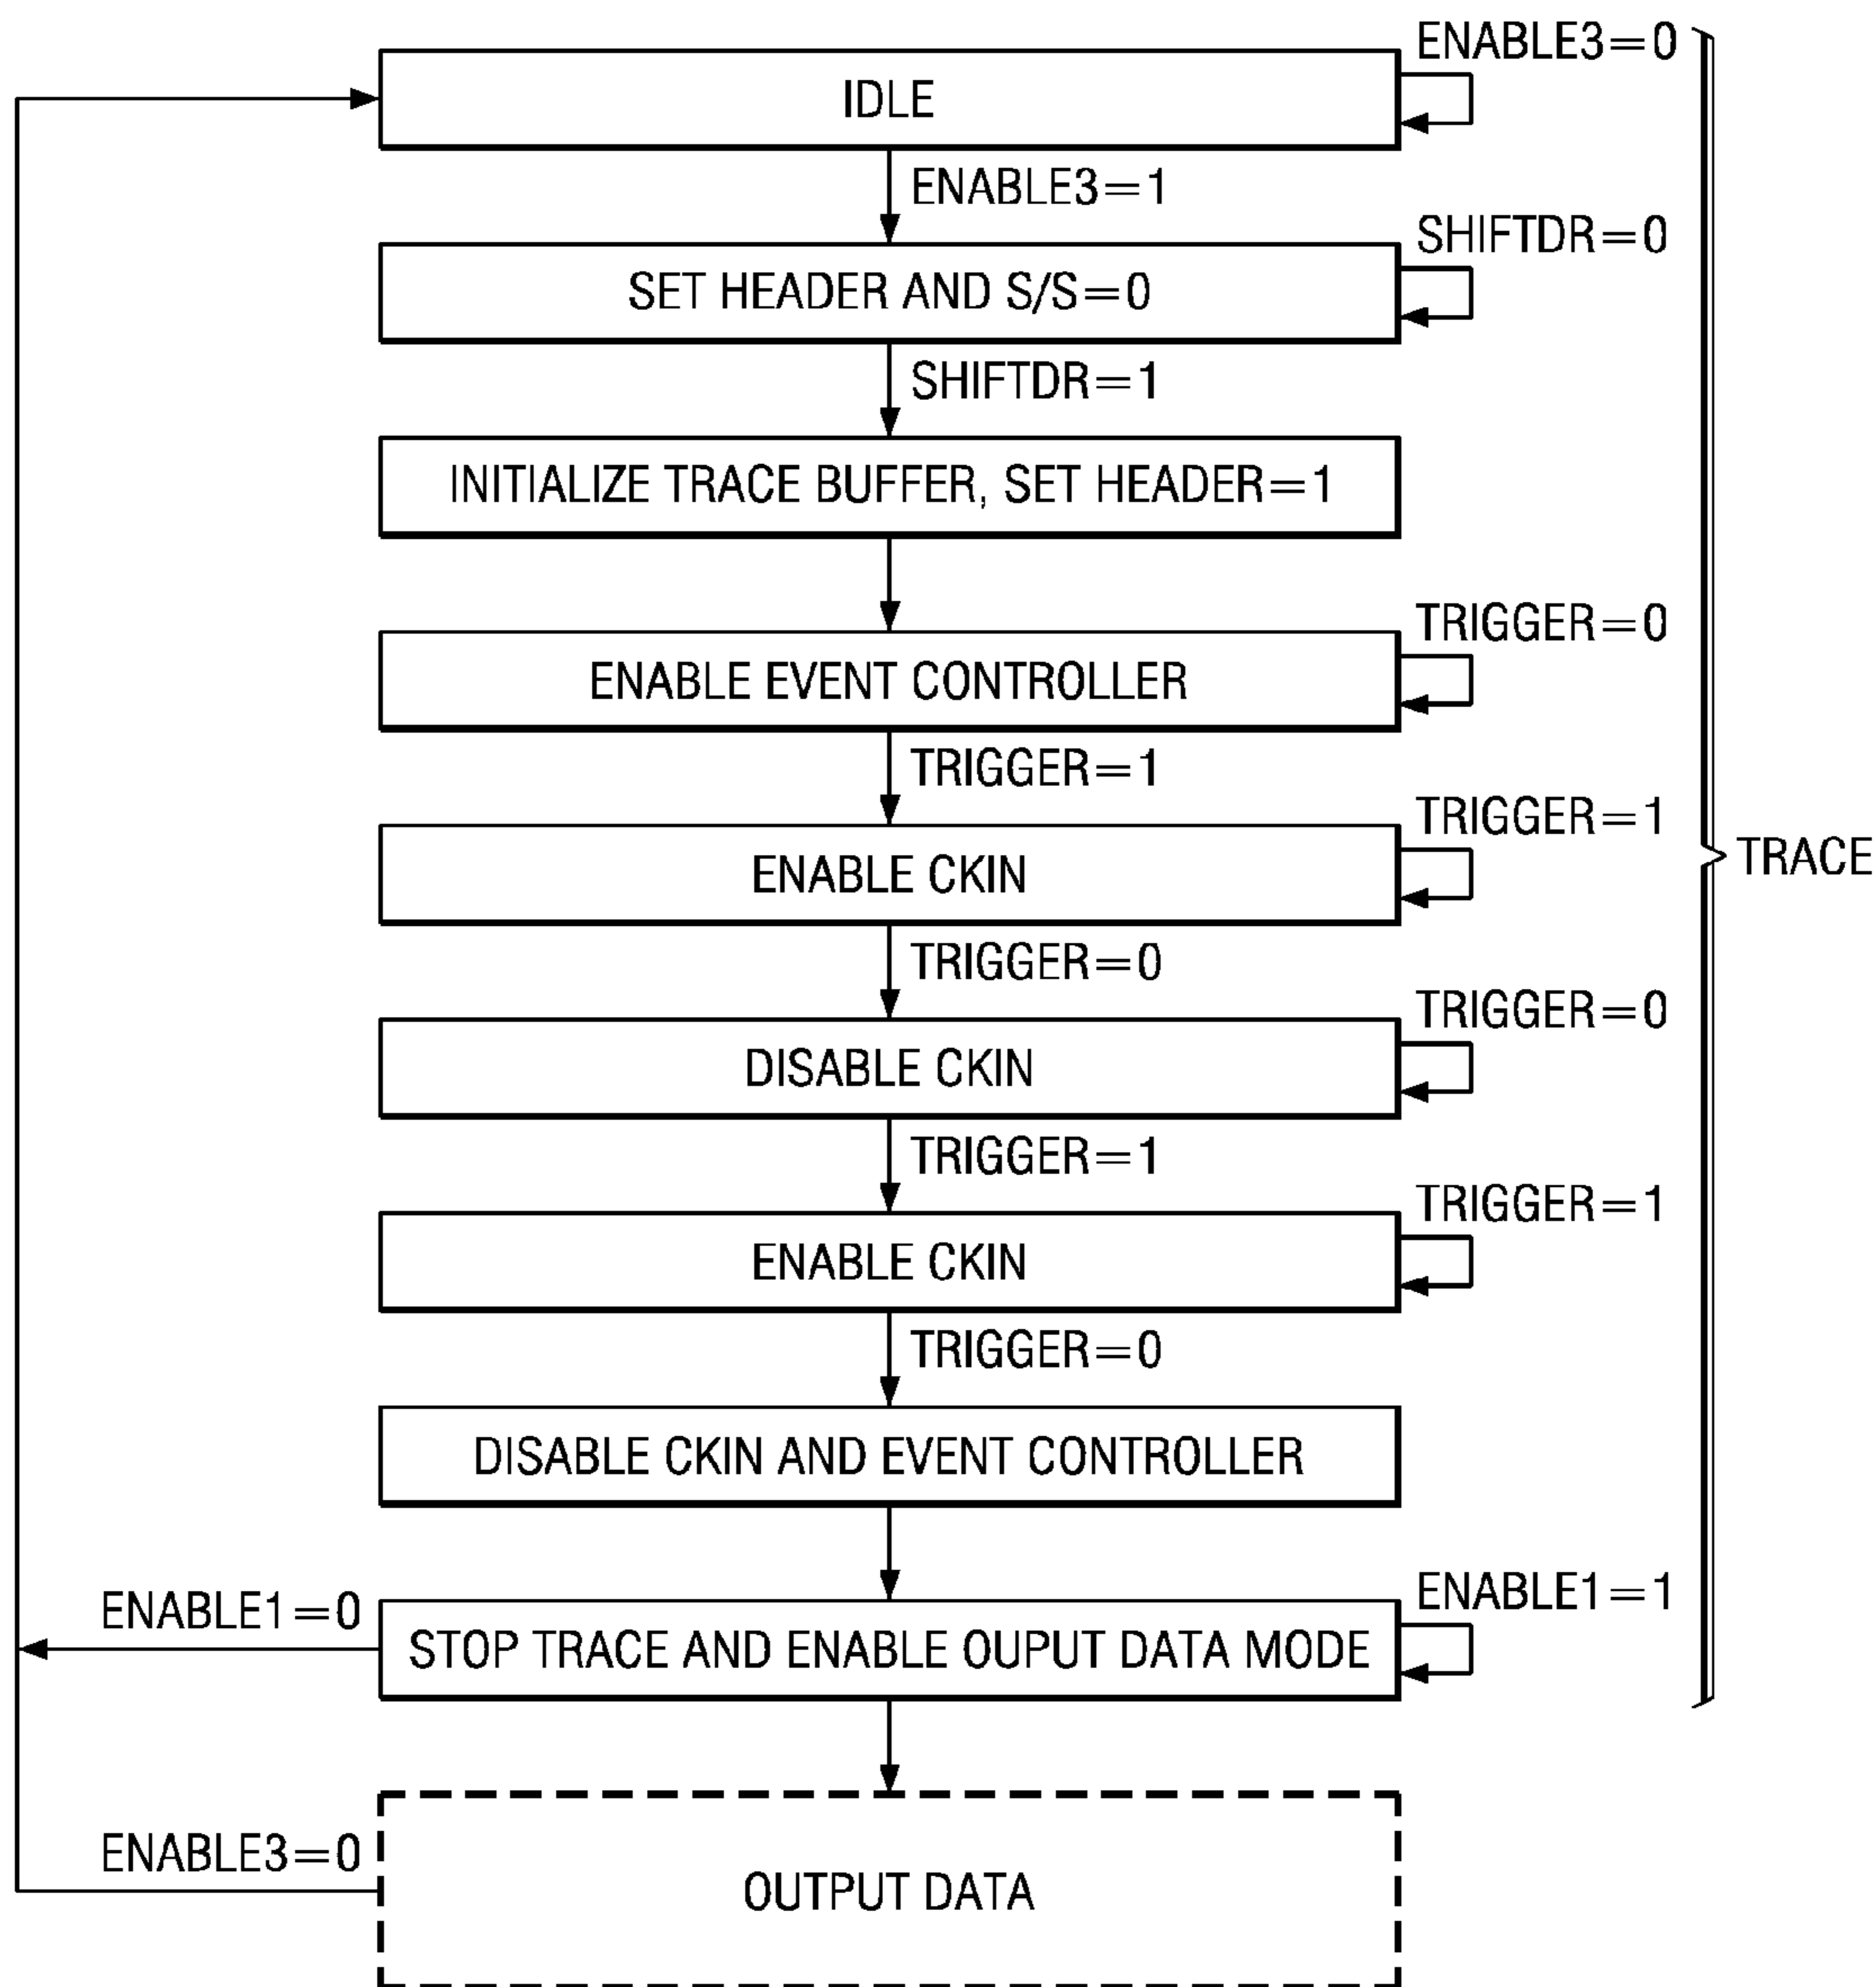 ENABLE3=0
IDLE
ENABLE3=1
SHIFTDR=0
SET HEADER AND S/S=0
SHIFTDR=1
INITIALIZE TRACE BUFFER, SET HEADER=1
TRIGGER=0
ENABLE EVENT CONTROLLER
TRIGGER=1
TRIGGER=1
ENABLE CKIN
TRACE
TRIGGER=0
TRIGGER=0
DISABLE CKIN
TRIGGER=1
TRIGGER=1
ENABLE CKIN
TRIGGER=0
DISABLE CKIN AND EVENT CONTROLLER
ENABLE1=1
ENABLE1=0
STOP TRACE AND ENABLE OUPUT DATA MODE
ENABLE3=0
OUTPUT DATA